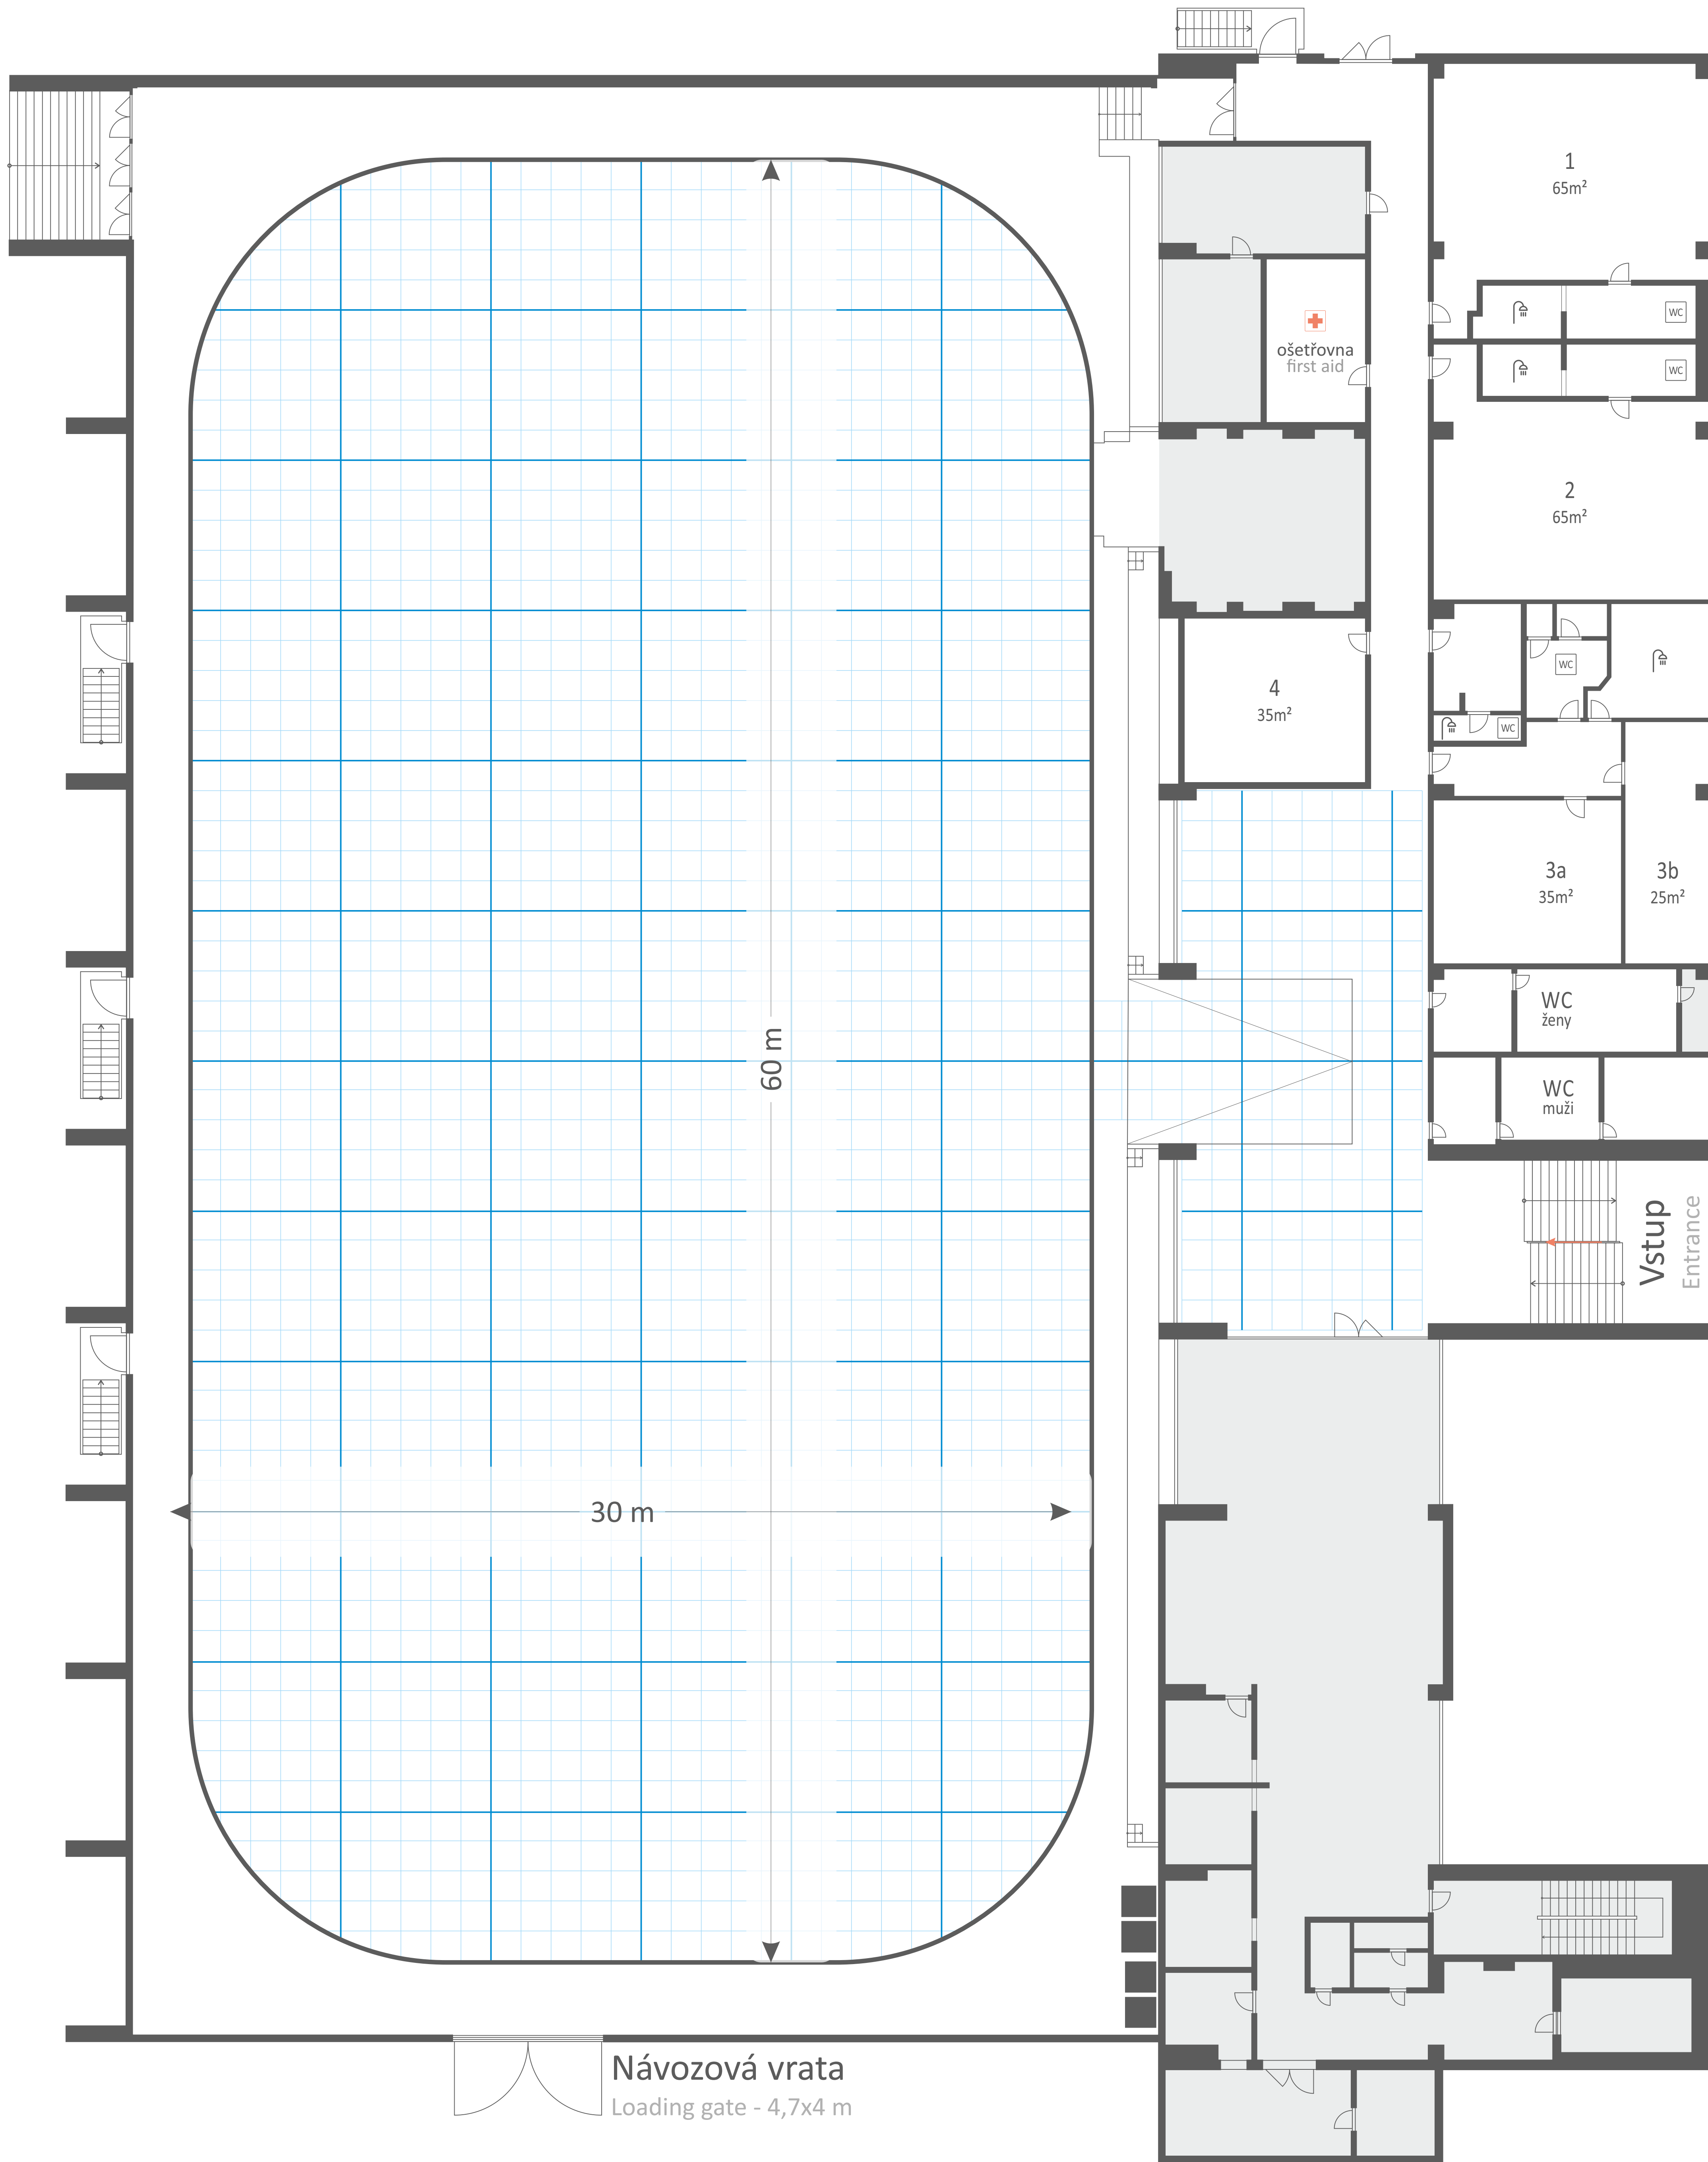 1
65m²
WC
ošetřovna
first aid
WC
2
65m²
WC
4
35m²
WC
3a
35m²
3b
25m²
WC
ženy
60 m
WC
muži
Vstup
Entrance
30 m
Návozová vrata
Loading gate - 4,7x4 m